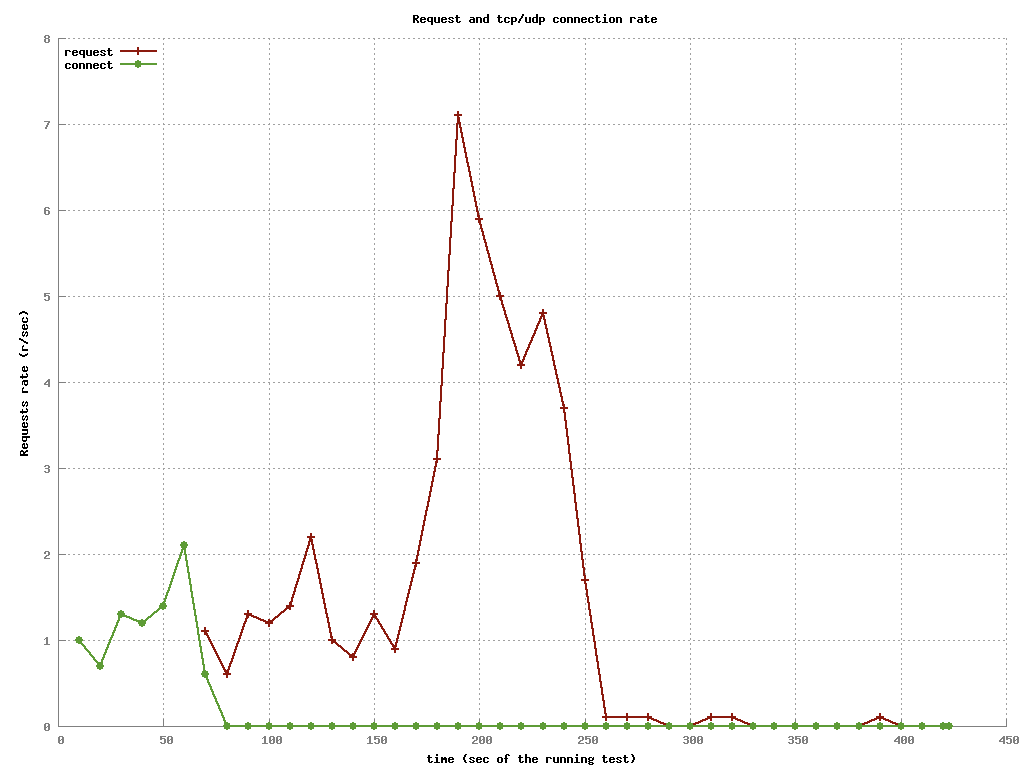 Request and tcp/udp connection rate
request
connect
8
7
6
5
4
3
2
1
0
Requests rate (r/sec)
0 50 100 150 200 250 300 350 400 450
time (sec of the running test)